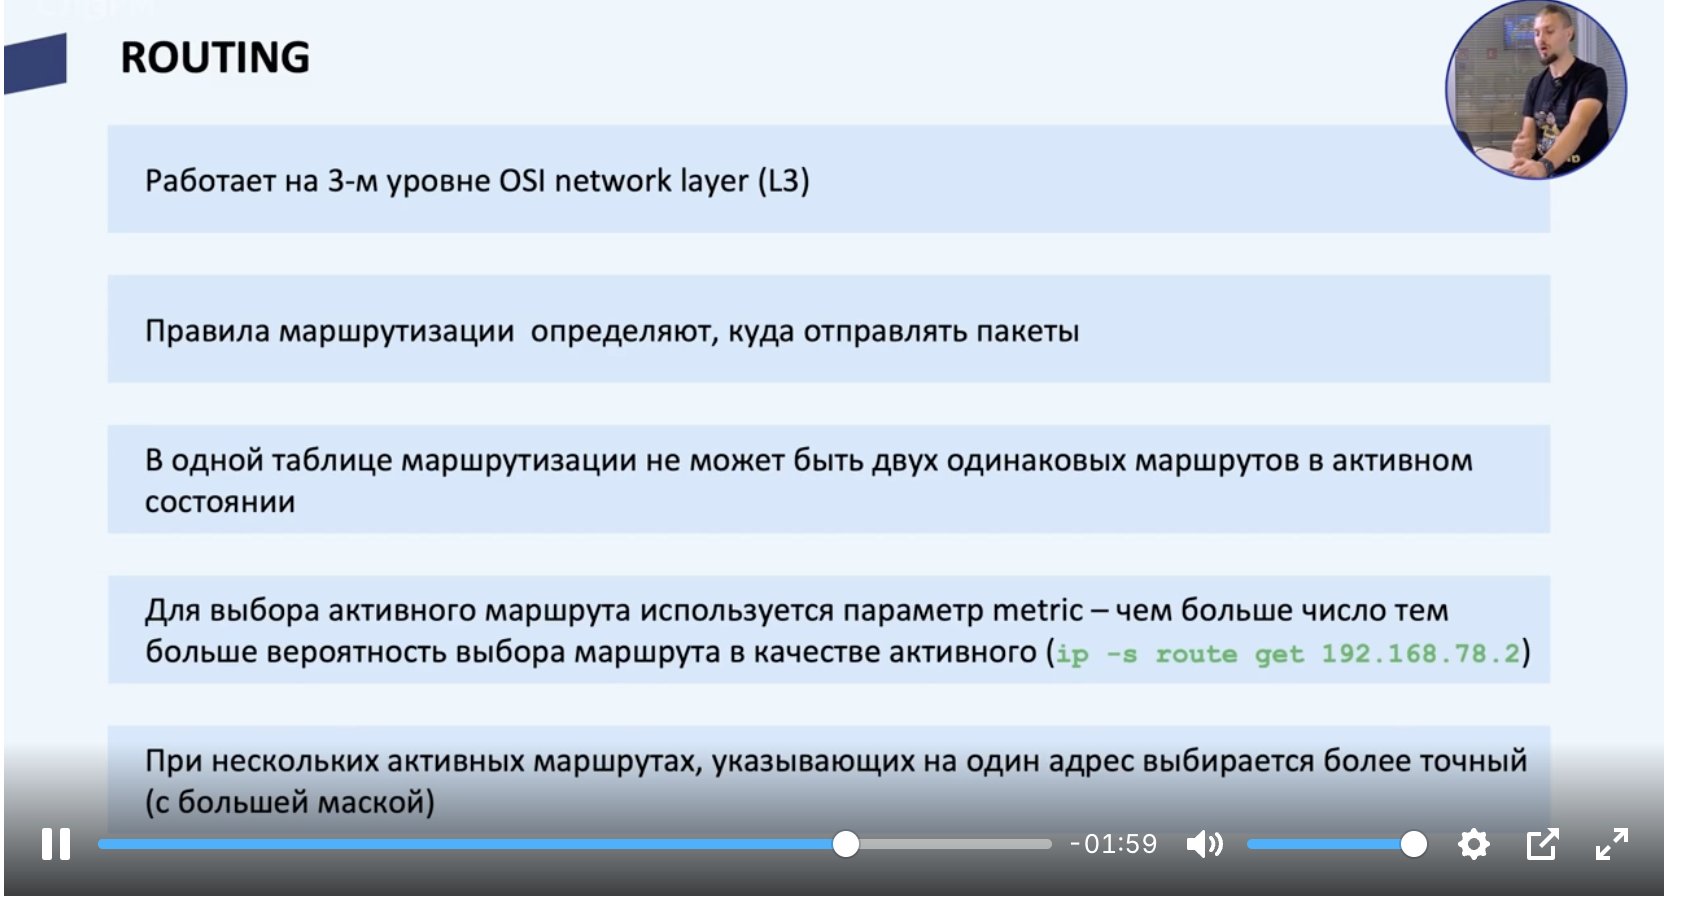 ROUTING
Работает на 3-м уровне OSI network layer (L3)
Правила маршрутизации определяют, куда отправлять пакеты
В одной таблице маршрутизации не может быть двух одинаковых маршрутов в активном
состоянии
Для выбора активного маршрута используется параметр metric – чем больше число тем
больше вероятность выбора маршрута в качестве активного (ip -s route get 192.168.78.2)
При нескольких активных маршрутах, указывающих на один адрес выбирается более точный
(с большей маской)
-01:59